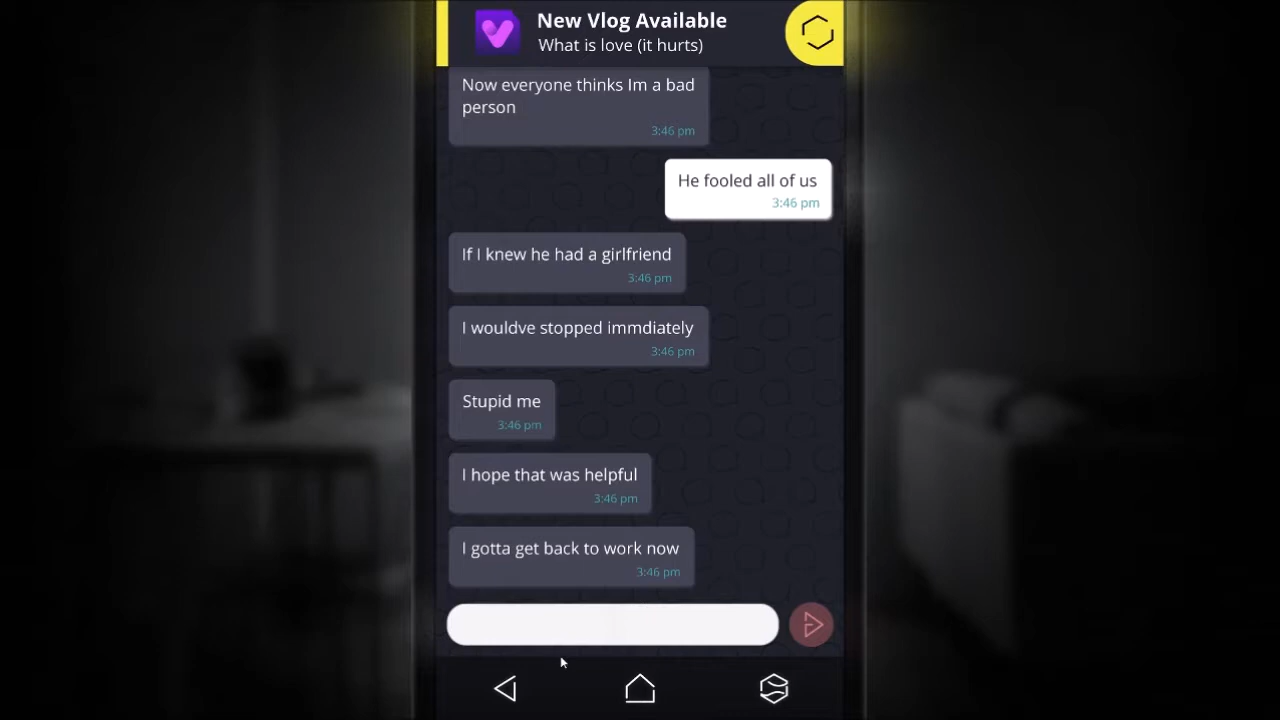 New Vlog Available
What is love (it hurts)
Now everyone thinks Im a bad
person
3:46 pm
He fooled all of us
3:46 pm
If I knew he had a girlfriend
3:46 pm
I wouldve stopped immdiately
3:46 pm
Stupid me
3:46 pm
I hope that was helpful
3:46 pm
I gotta get back to work now
3:46 pm